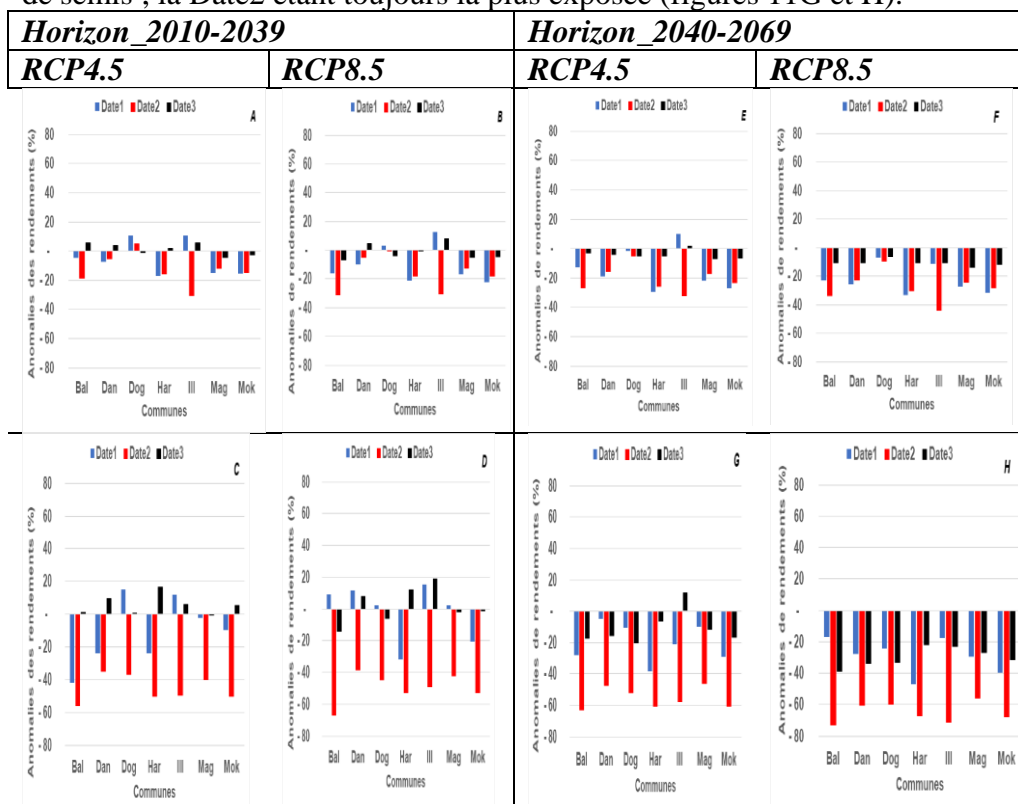 de semis ; la Date2 étant toujours la plus exposée (figures 11G et H).
Horizon_2010-2039 Horizon_2040-2069
RCP4.5 RCP8.5 RCP4.5 RCP8.5
Date1 Date2 Date3 A
Anomalies des rendements (%)
80
60
40
20
-
- 20
- 40
- 60
- 80
Bal Dan Dog Har Ill Mag Mok
Communes
Date1 Date2 Date3 B
Anomalies de rendements (%)
80
60
40
20
-
- 20
- 40
- 60
- 80
Bal Dan Dog Har Ill Mag Mok
Communes
Date1 Date2 Date3 E
Anomalies de rendements (%)
80
60
40
20
-
- 20
- 40
- 60
- 80
Bal Dan Dog Har Ill Mag Mok
Communes
Date1 Date2 Date3 F
Anomalies de rendements (%)
80
60
40
20
-
- 20
- 40
- 60
- 80
Bal Dan Dog Har Ill Mag Mok
Communes
Date1 Date2 Date3 C
Anomalies des rendements (%)
80
60
40
20
-
- 20
- 40
- 60
- 80
Bal Dan Dog Har Ill Mag Mok
Communes
Date1 Date2 Date3 D
Anomalies de rendements (%)
80
60
40
20
-
- 20
- 40
- 60
- 80
Bal Dan Dog Har Ill Mag Mok
Communes
Date1 Date2 Date3 G
Anomalies de rendements (%)
80
60
40
20
-
- 20
- 40
- 60
- 80
Bal Dan Dog Har Ill Mag Mok
Communes
Date1 Date2 Date3 H
Anomalies de rendements (%)
80
60
40
20
-
- 20
- 40
- 60
- 80
Bal Dan Dog Har Ill Mag Mok
Communes